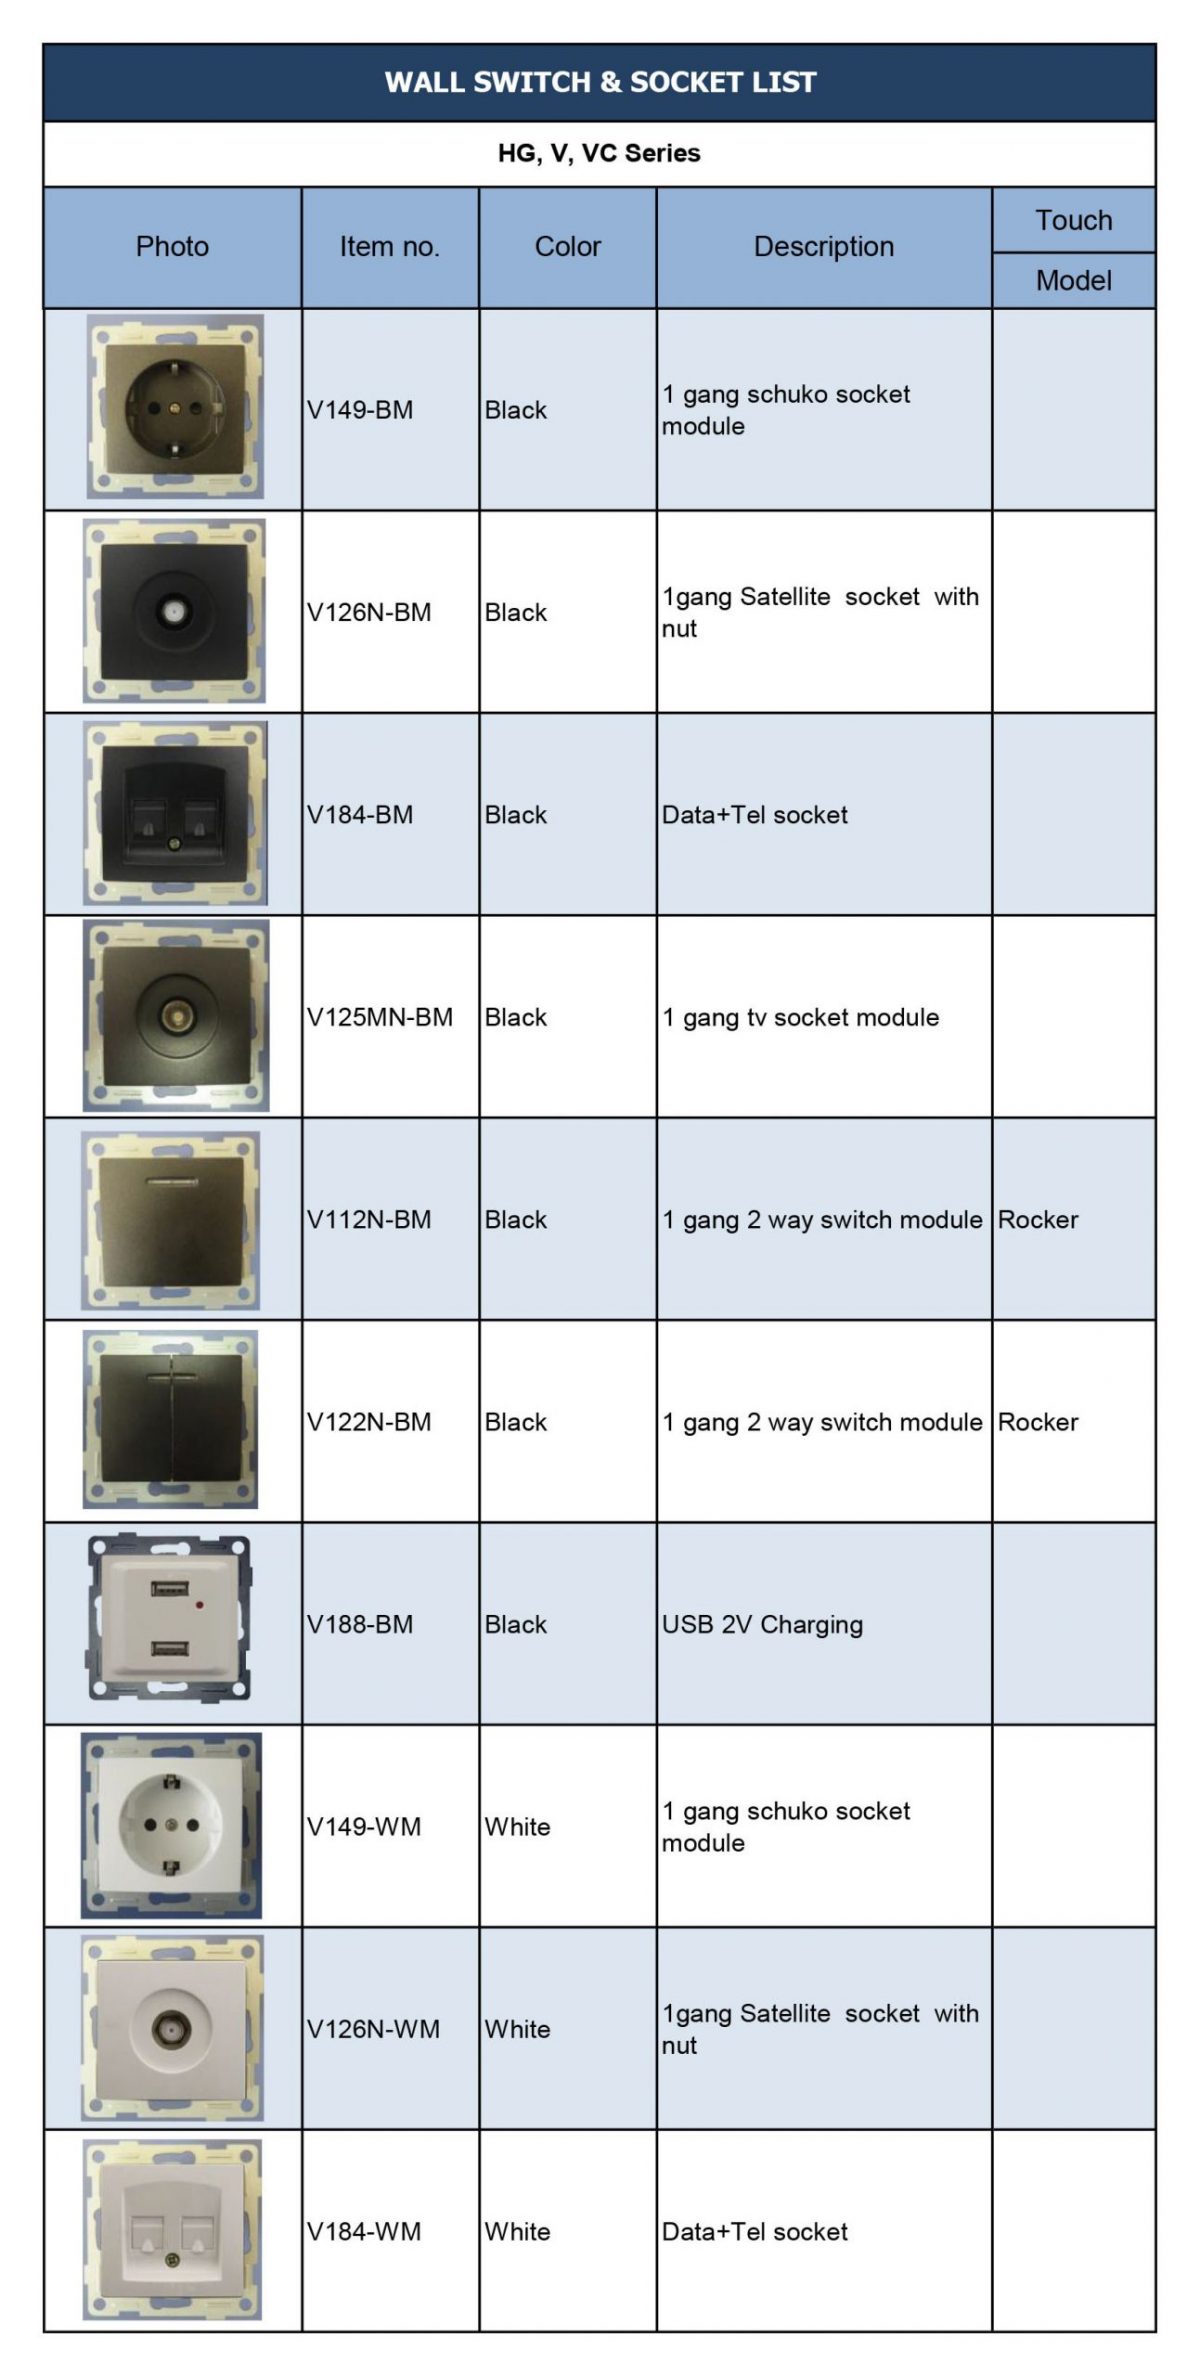 WALL SWITCH & SOCKET LIST
HG, V, VC Series
Photo
Item no.
Color
Description
Touch
Model
V149-BM
Black
1 gang schuko socket
module
V126N-BM
Black
1gang Satellite socket with
nut
V184-BM
Black
Data+Tel socket
V125MN-BM
Black
1 gang tv socket module
V112N-BM
Black
1 gang 2 way switch module
Rocker
V122N-BM
Black
1 gang 2 way switch module
Rocker
V188-BM
Black
USB 2V Charging
V149-WM
White
1 gang schuko socket
module
V126N-WM
White
1gang Satellite socket with
nut
V184-WM
White
Data+Tel socket